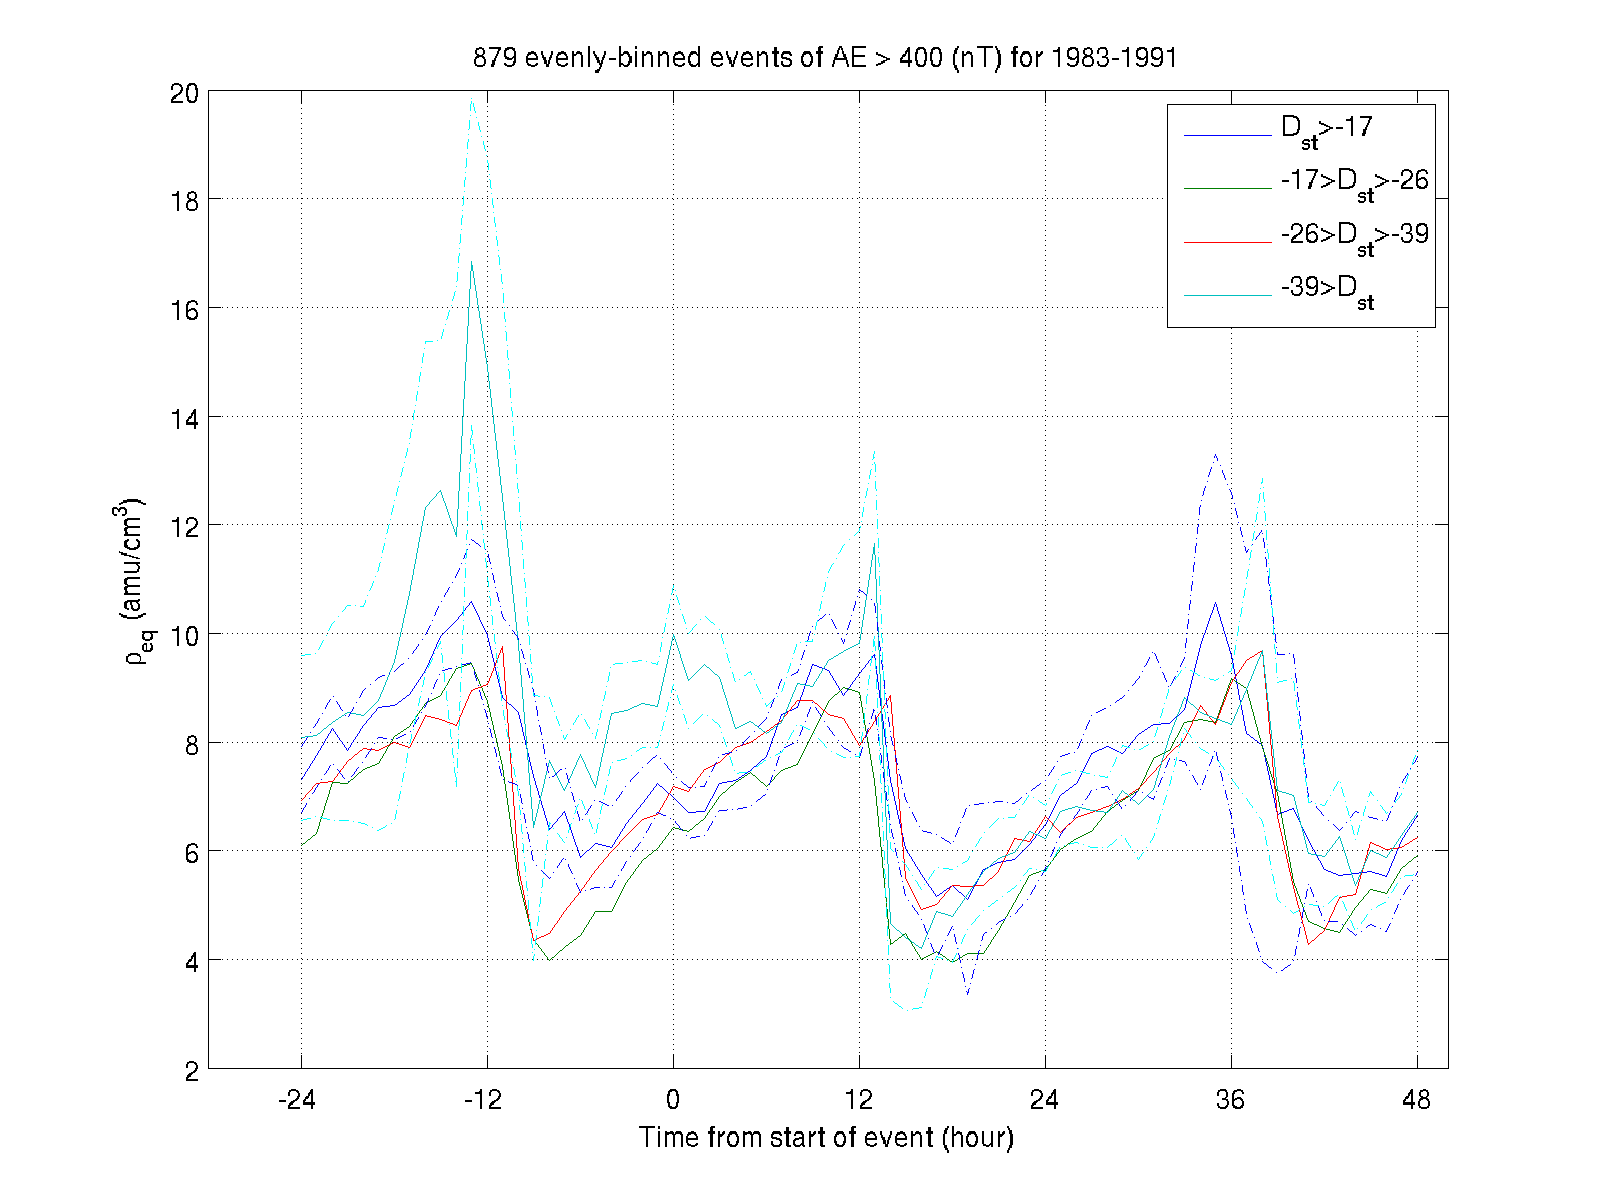 879 evenly-binned events of AE > 400 (nT) for 1983-1991
20
18
16
14
12
10
8
6
4
2
ρeq (amu/cm³)
Dst>-17
-17>Dst>-26
-26>Dst>-39
-39>Dst
-24 -12 0 12 24 36 48
Time from start of event (hour)